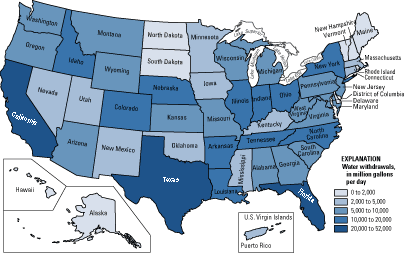 Washington
Oregon
California
Nevada
Idaho
Montana
Wyoming
Utah
Arizona
Colorado
New Mexico
North Dakota
South Dakota
Nebraska
Kansas
Oklahoma
Texas
Minnesota
Iowa
Missouri
Arkansas
Louisiana
Wisconsin
Illinois
Michigan
Indiana
Ohio
Kentucky
Tennessee
Mississippi
Alabama
Georgia
Florida
South Carolina
North Carolina
Virginia
West Virginia
Pennsylvania
New York
New Hampshire
Vermont
Maine
Massachusetts
Rhode Island
Connecticut
New Jersey
District of Columbia
Delaware
Maryland
Hawaii
Alaska
U.S. Virgin Islands
Puerto Rico
EXPLANATION
Water withdrawals,
in million gallons
per day
0 to 2,000
2,000 to 5,000
5,000 to 10,000
10,000 to 20,000
20,000 to 52,000